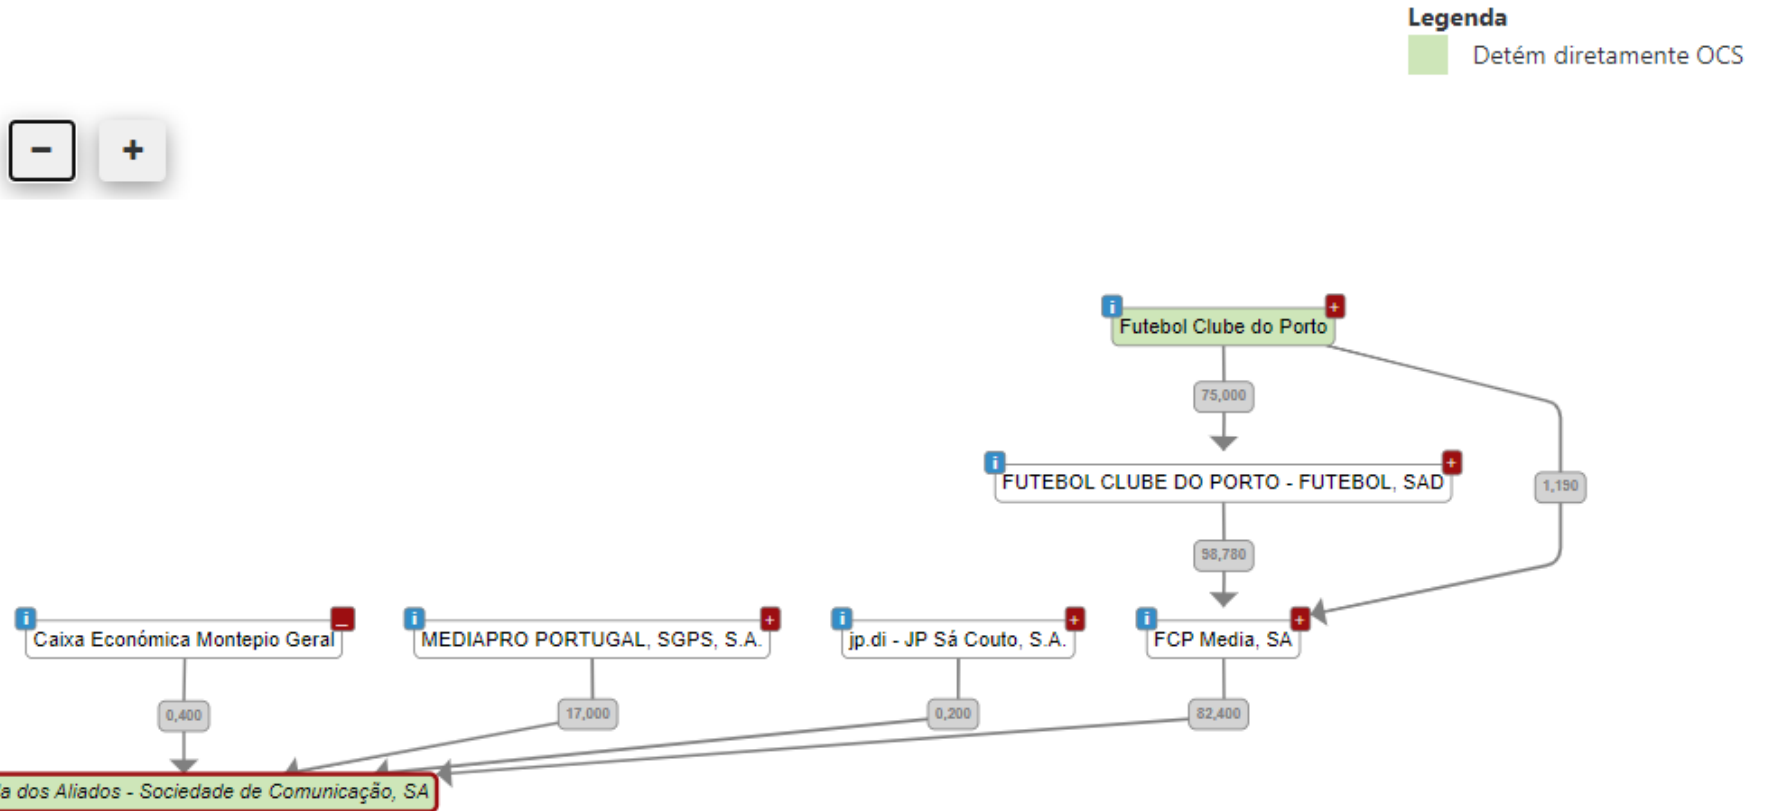 Legenda
Detém diretamente OCS
− +
i Futebol Clube do Porto +
75,000
i FUTEBOL CLUBE DO PORTO - FUTEBOL, SAD +
1,190
98,780
i Caixa Económica Montepio Geral _
i MEDIAPRO PORTUGAL, SGPS, S.A. +
i jp.di - JP Sá Couto, S.A. +
i FCP Media, SA +
0,400
17,000
0,200
82,400
a dos Aliados - Sociedade de Comunicação, SA